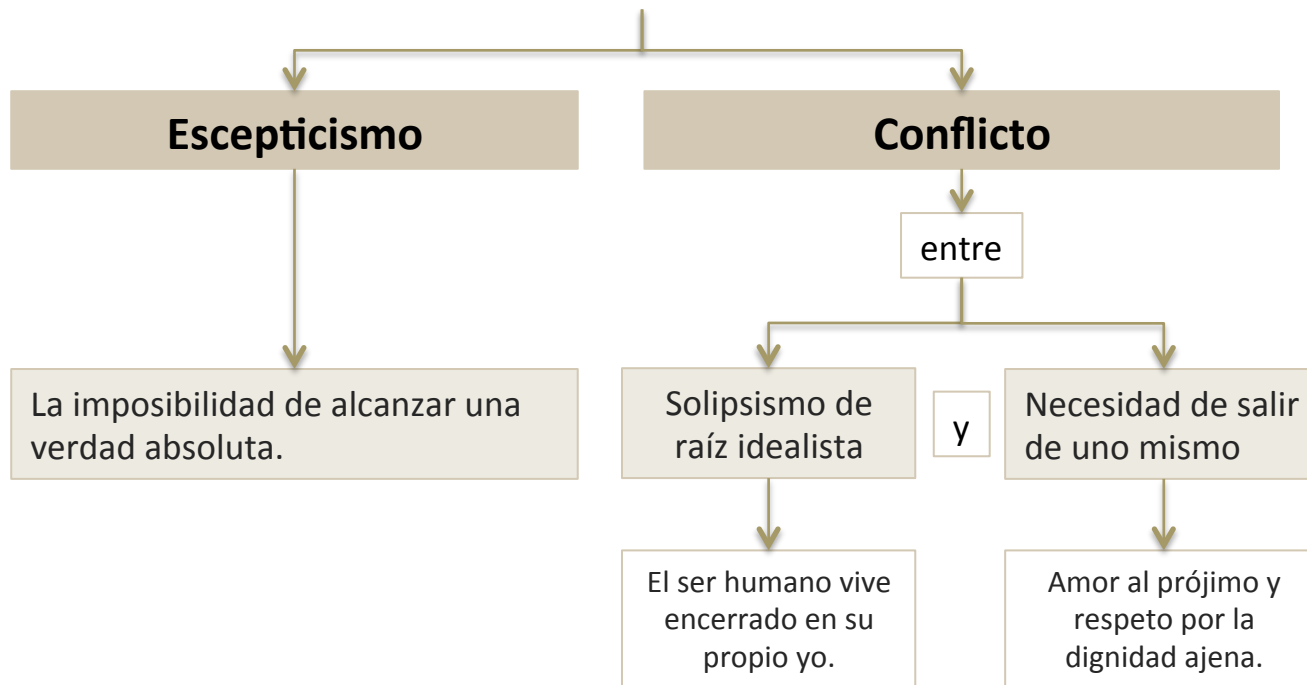 Escepticismo
Conflicto
entre
La imposibilidad de alcanzar una
verdad absoluta.
Solipsismo de
raíz idealista
y
Necesidad de salir
de uno mismo
El ser humano vive
encerrado en su
propio yo.
Amor al prójimo y
respeto por la
dignidad ajena.